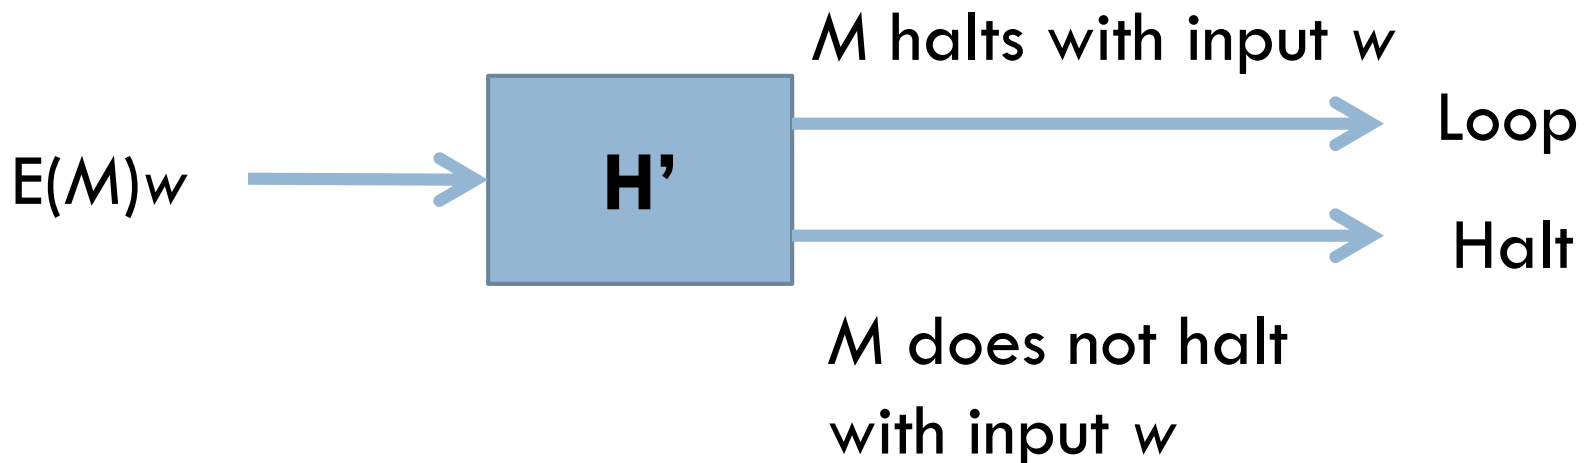 M halts with input w
Loop
E(M)w
H’
Halt
M does not halt
with input w